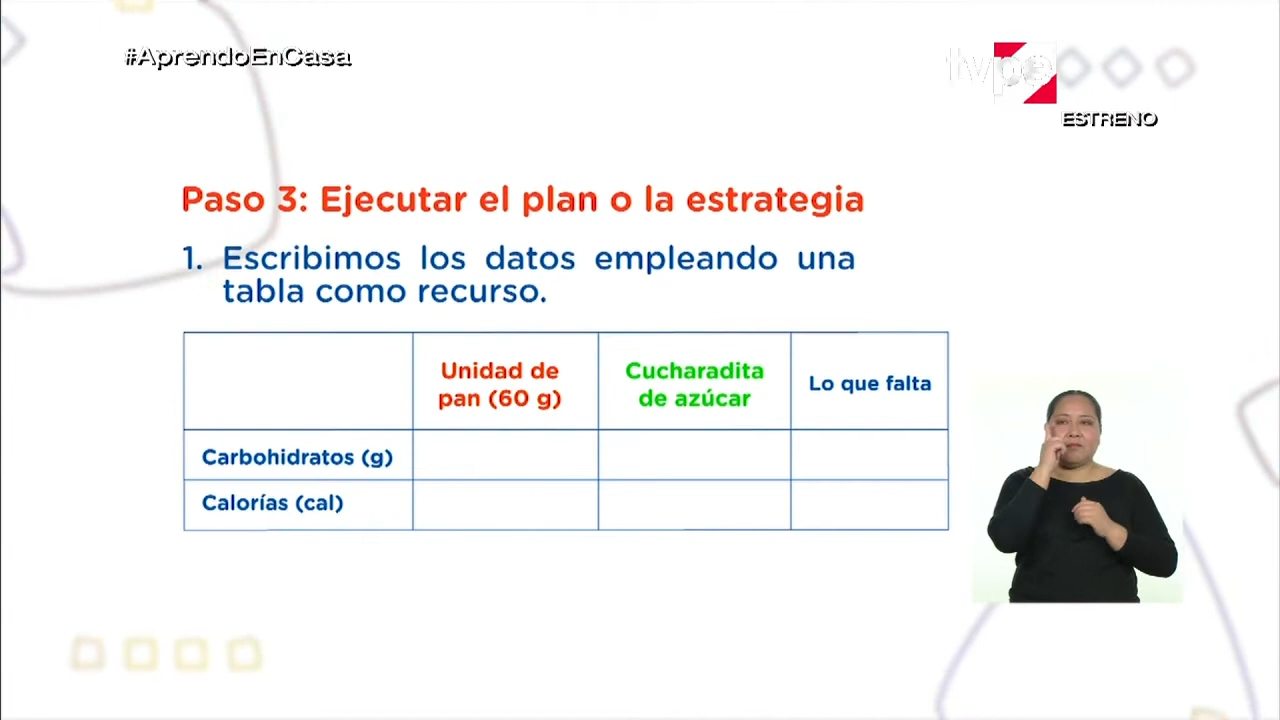 #AprendoEnCasa
tvpe
ESTRENO
Paso 3: Ejecutar el plan o la estrategia
1. Escribimos los datos empleando una
tabla como recurso.
Unidad de
pan (60 g)
Cucharadita
de azúcar
Lo que falta
Carbohidratos (g)
Calorías (cal)